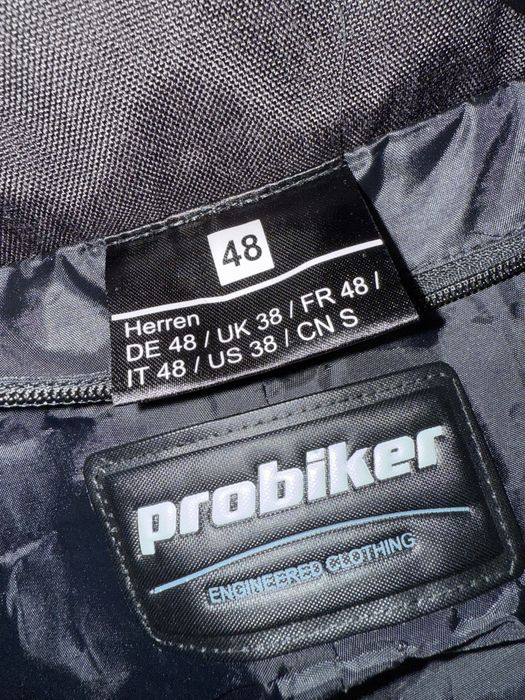 48
Herren
DE 48 / UK 38 / FR 48 /
IT 48 / US 38 / CN S
probiker
ENGINEERED CLOTHING